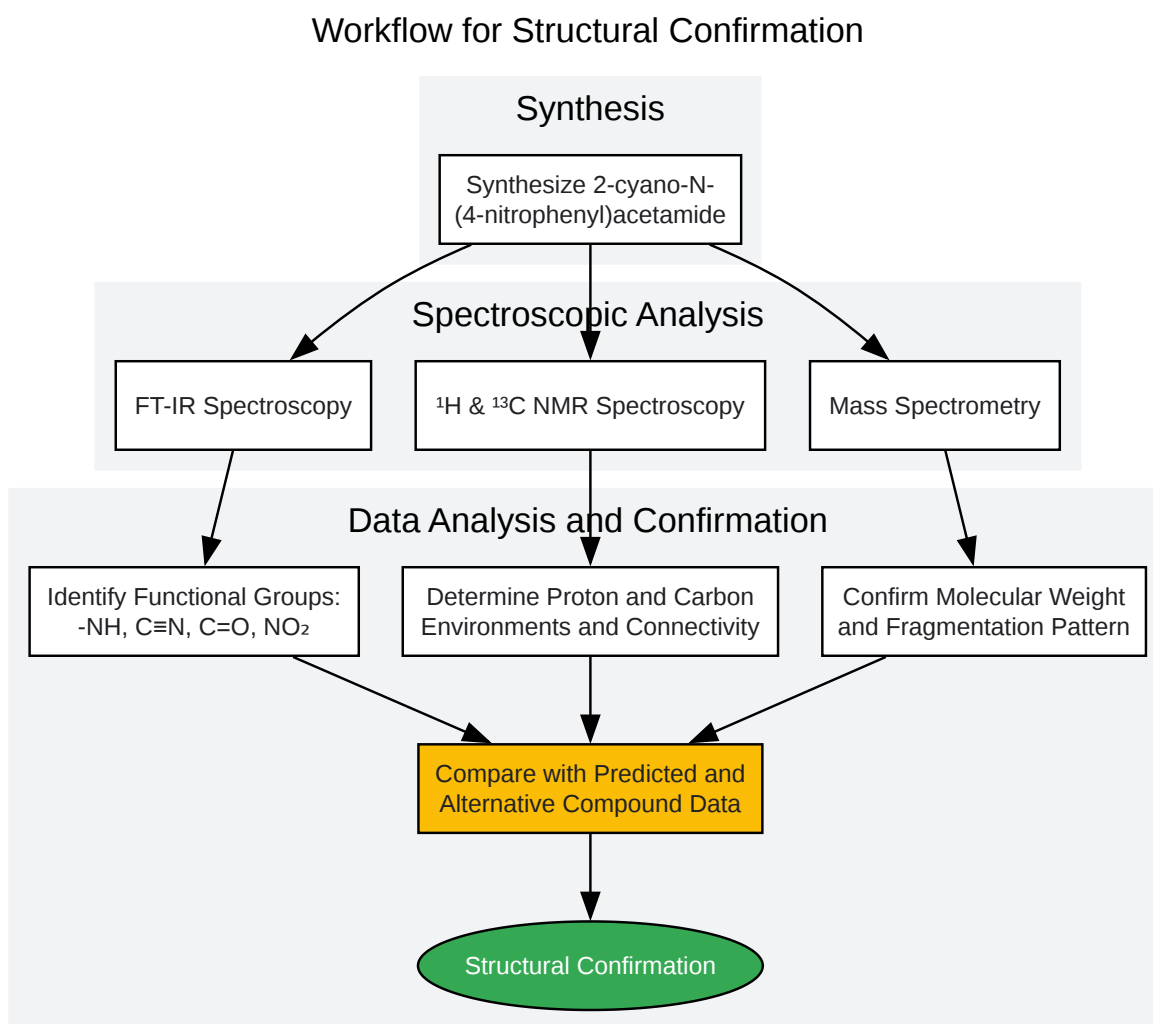 Workflow for Structural Confirmation
Synthesis
Synthesize 2-cyano-N-
(4-nitrophenyl)acetamide
Spectroscopic Analysis
FT-IR Spectroscopy
¹H & ¹³C NMR Spectroscopy
Mass Spectrometry
Data Analysis and Confirmation
Identify Functional Groups:
-NH, C≡N, C=O, NO₂
Determine Proton and Carbon
Environments and Connectivity
Confirm Molecular Weight
and Fragmentation Pattern
Compare with Predicted and
Alternative Compound Data
Structural Confirmation